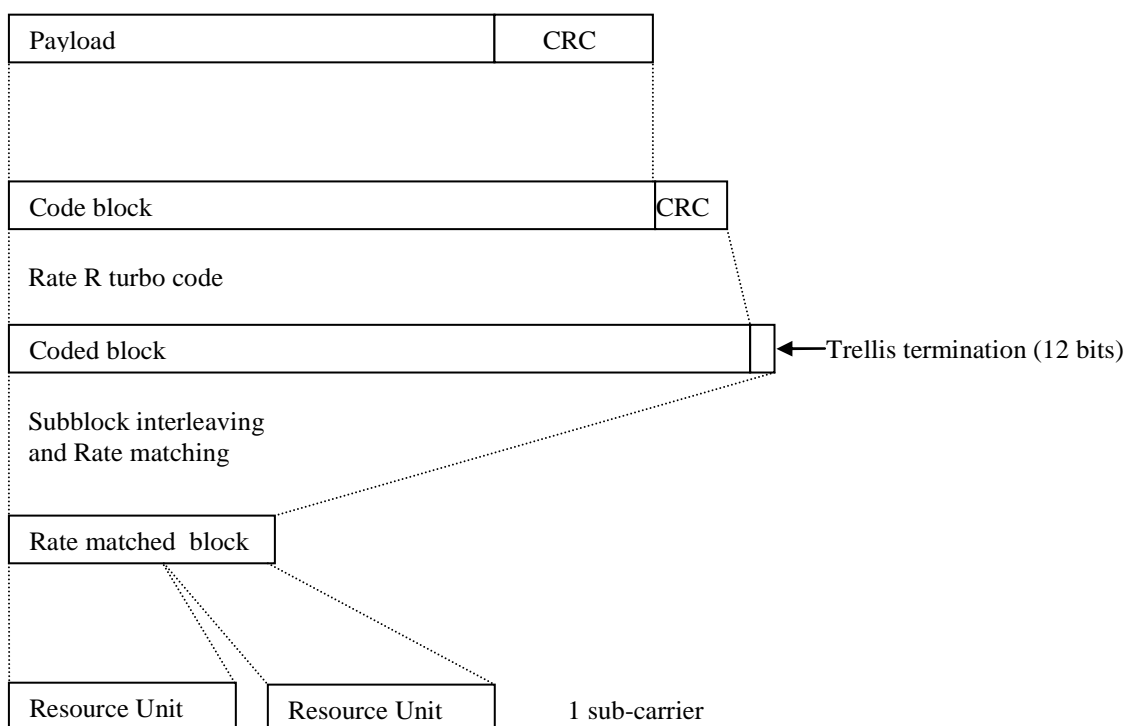 Payload CRC
Code block CRC
Rate R turbo code
Coded block Trellis termination (12 bits)
Subblock interleaving
and Rate matching
Rate matched block
Resource Unit Resource Unit 1 sub-carrier